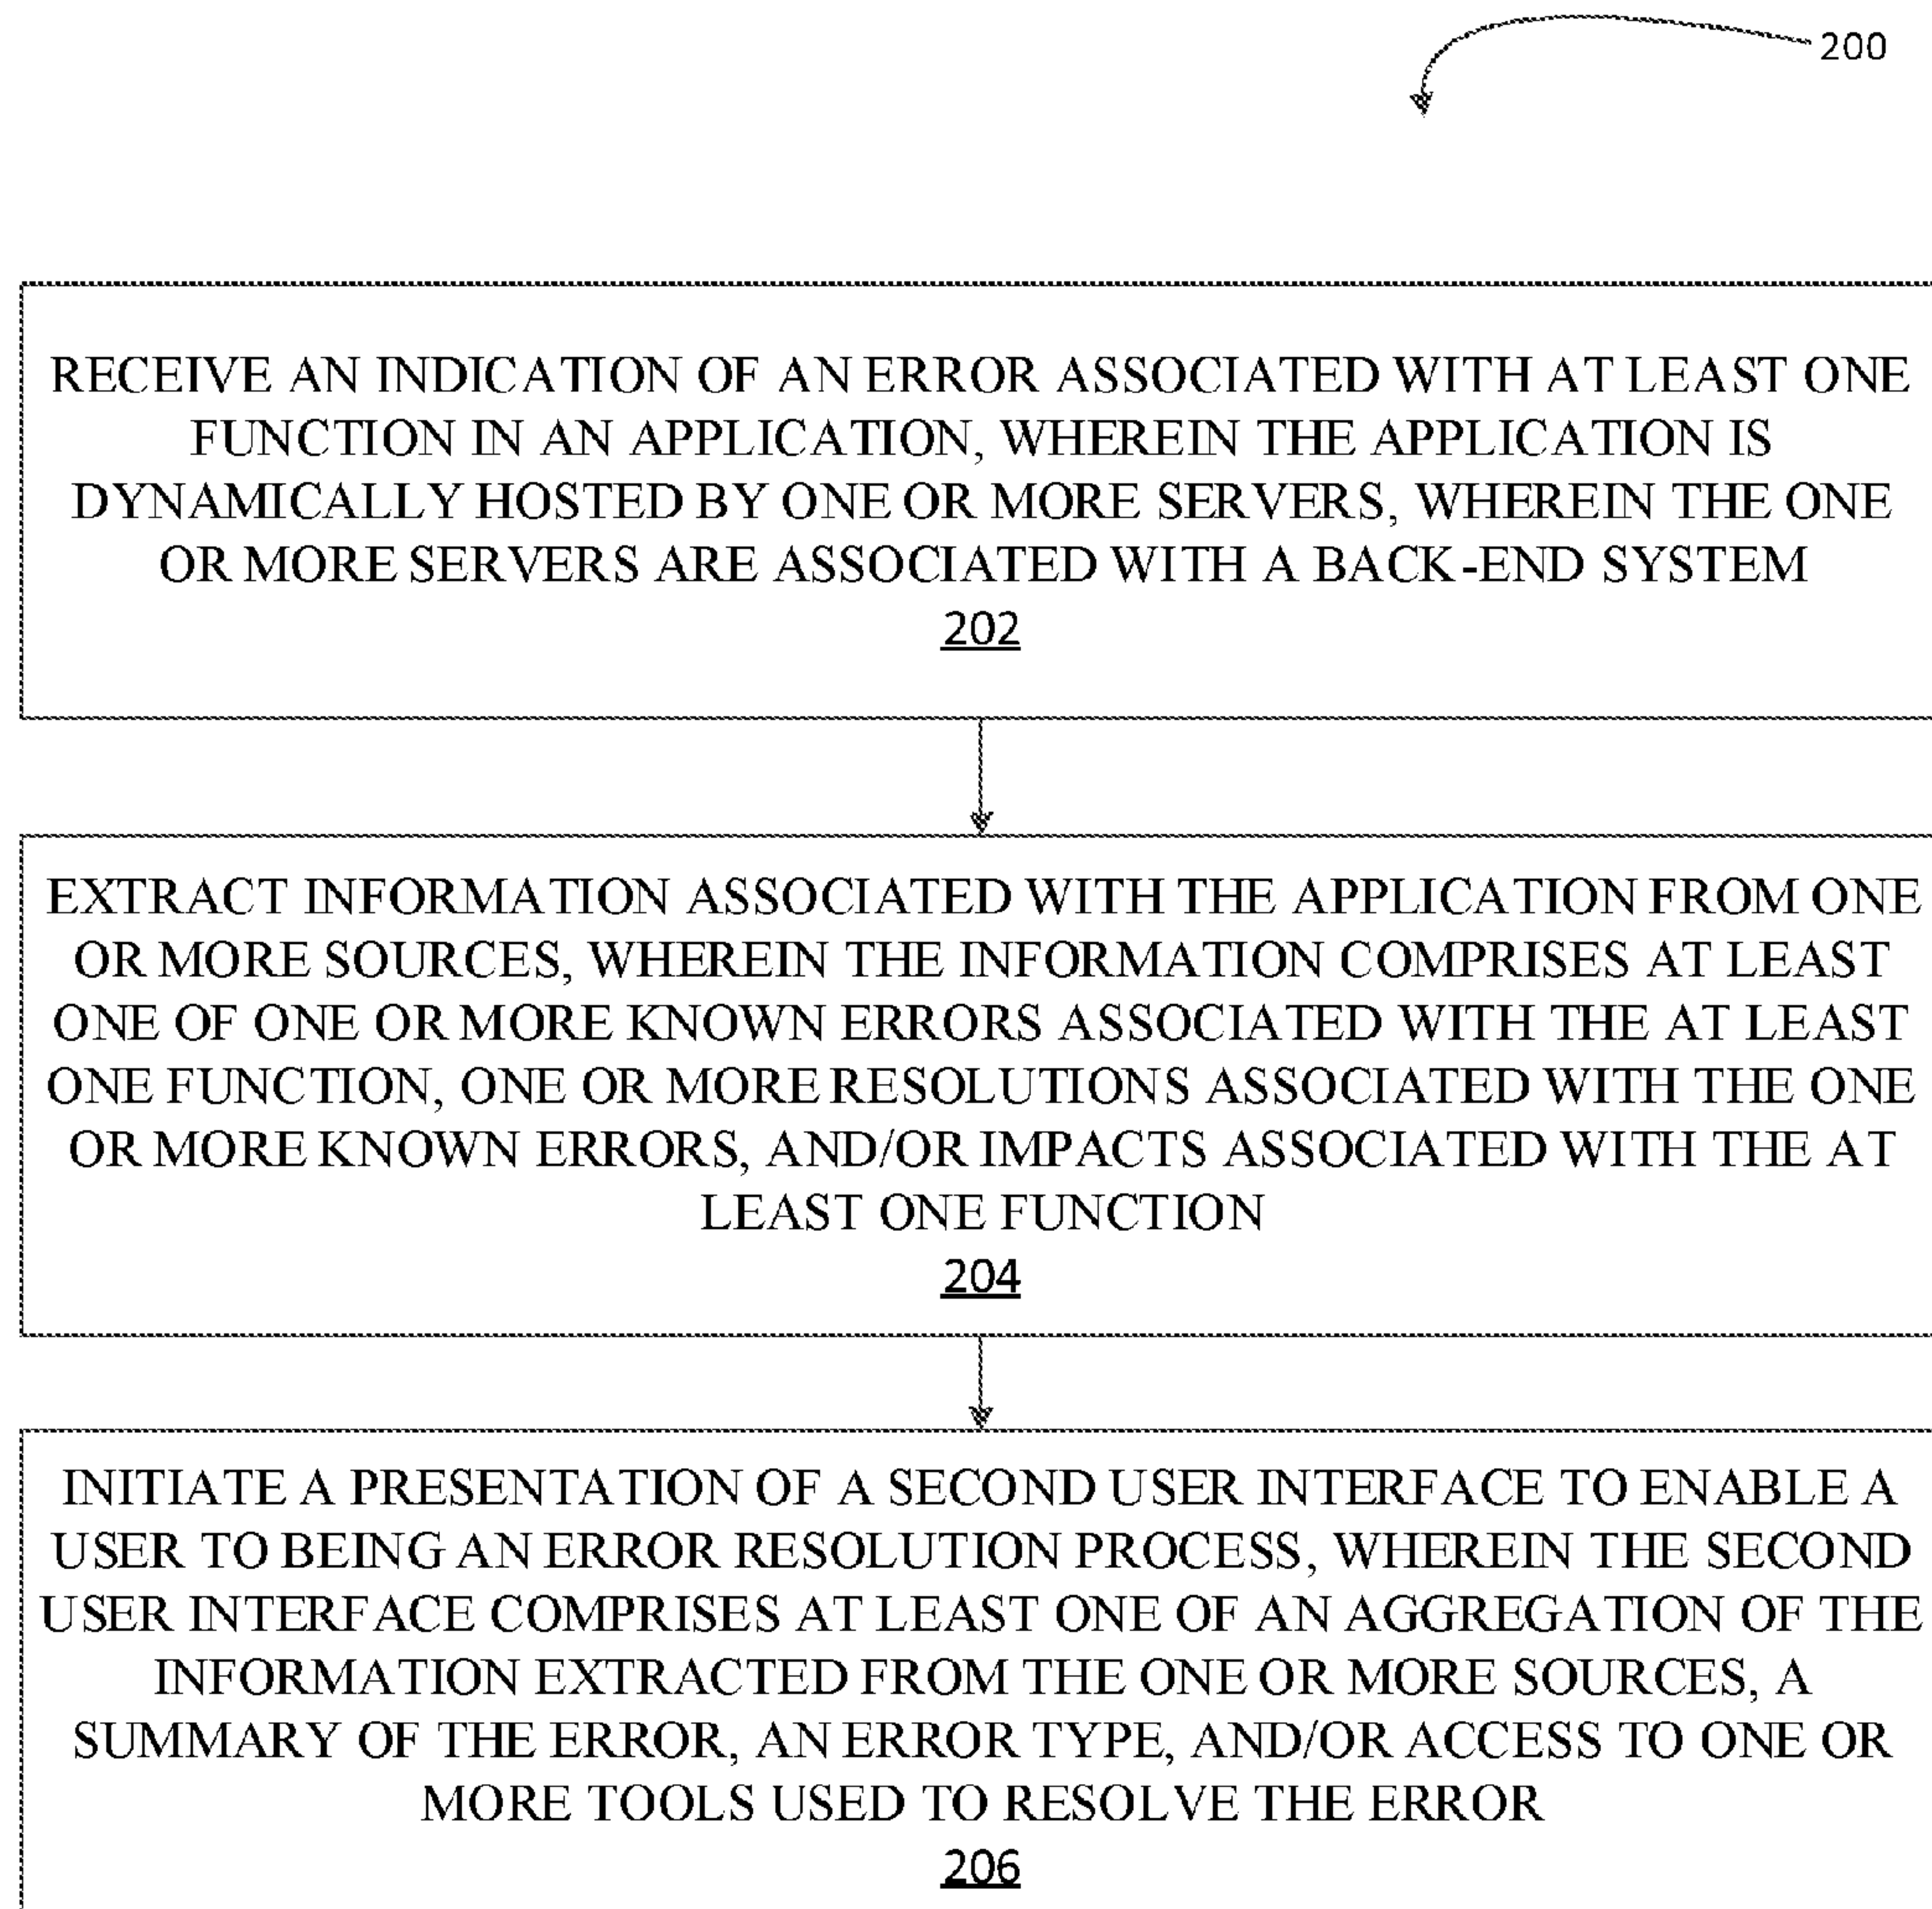 200
RECEIVE AN INDICATION OF AN ERROR ASSOCIATED WITH AT LEAST ONE
FUNCTION IN AN APPLICATION, WHEREIN THE APPLICATION IS
DYNAMICALLY HOSTED BY ONE OR MORE SERVERS, WHEREIN THE ONE
OR MORE SERVERS ARE ASSOCIATED WITH A BACK-END SYSTEM
202
EXTRACT INFORMATION ASSOCIATED WITH THE APPLICATION FROM ONE
OR MORE SOURCES, WHEREIN THE INFORMATION COMPRISES AT LEAST
ONE OF ONE OR MORE KNOWN ERRORS ASSOCIATED WITH THE AT LEAST
ONE FUNCTION, ONE OR MORE RESOLUTIONS ASSOCIATED WITH THE ONE
OR MORE KNOWN ERRORS, AND/OR IMPACTS ASSOCIATED WITH THE AT
LEAST ONE FUNCTION
204
INITIATE A PRESENTATION OF A SECOND USER INTERFACE TO ENABLE A
USER TO BEING AN ERROR RESOLUTION PROCESS, WHEREIN THE SECOND
USER INTERFACE COMPRISES AT LEAST ONE OF AN AGGREGATION OF THE
INFORMATION EXTRACTED FROM THE ONE OR MORE SOURCES, A
SUMMARY OF THE ERROR, AN ERROR TYPE, AND/OR ACCESS TO ONE OR
MORE TOOLS USED TO RESOLVE THE ERROR
206